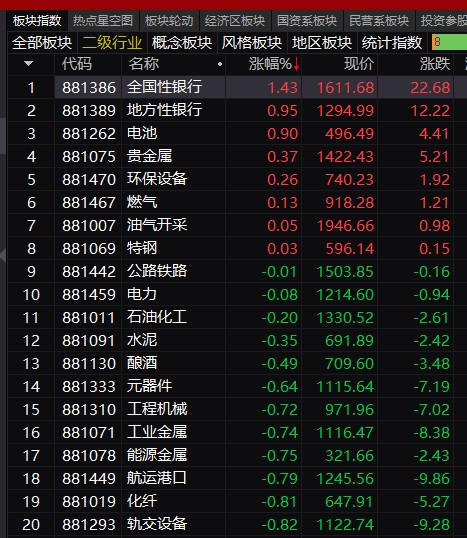 板块指数 热点星空图 板块轮动 经济区板块 国资系板块 民营系板块 投资参股
全部板块 二级行业 概念板块 风格板块 地区板块 统计指数 8
代码 名称 涨幅%↓ 现价 涨跌
1 881386 全国性银行 1.43 1611.68 22.68
2 881389 地方性银行 0.95 1294.99 12.22
3 881262 电池 0.90 496.49 4.41
4 881075 贵金属 0.37 1422.43 5.21
5 881470 环保设备 0.26 740.23 1.92
6 881467 燃气 0.13 918.28 1.21
7 881007 油气开采 0.05 1946.66 0.98
8 881069 特钢 0.03 596.14 0.15
9 881442 公路铁路 -0.01 1503.85 -0.16
10 881459 电力 -0.08 1214.60 -0.94
11 881011 石油化工 -0.20 1330.52 -2.61
12 881091 水泥 -0.35 691.89 -2.42
13 881130 酿酒 -0.49 709.60 -3.48
14 881333 元器件 -0.64 1115.64 -7.19
15 881310 工程机械 -0.72 971.96 -7.02
16 881071 工业金属 -0.74 1116.47 -8.38
17 881078 能源金属 -0.75 321.66 -2.43
18 881449 航运港口 -0.79 1245.56 -9.86
19 881019 化纤 -0.81 647.91 -5.27
20 881293 轨交设备 -0.82 1122.74 -9.28